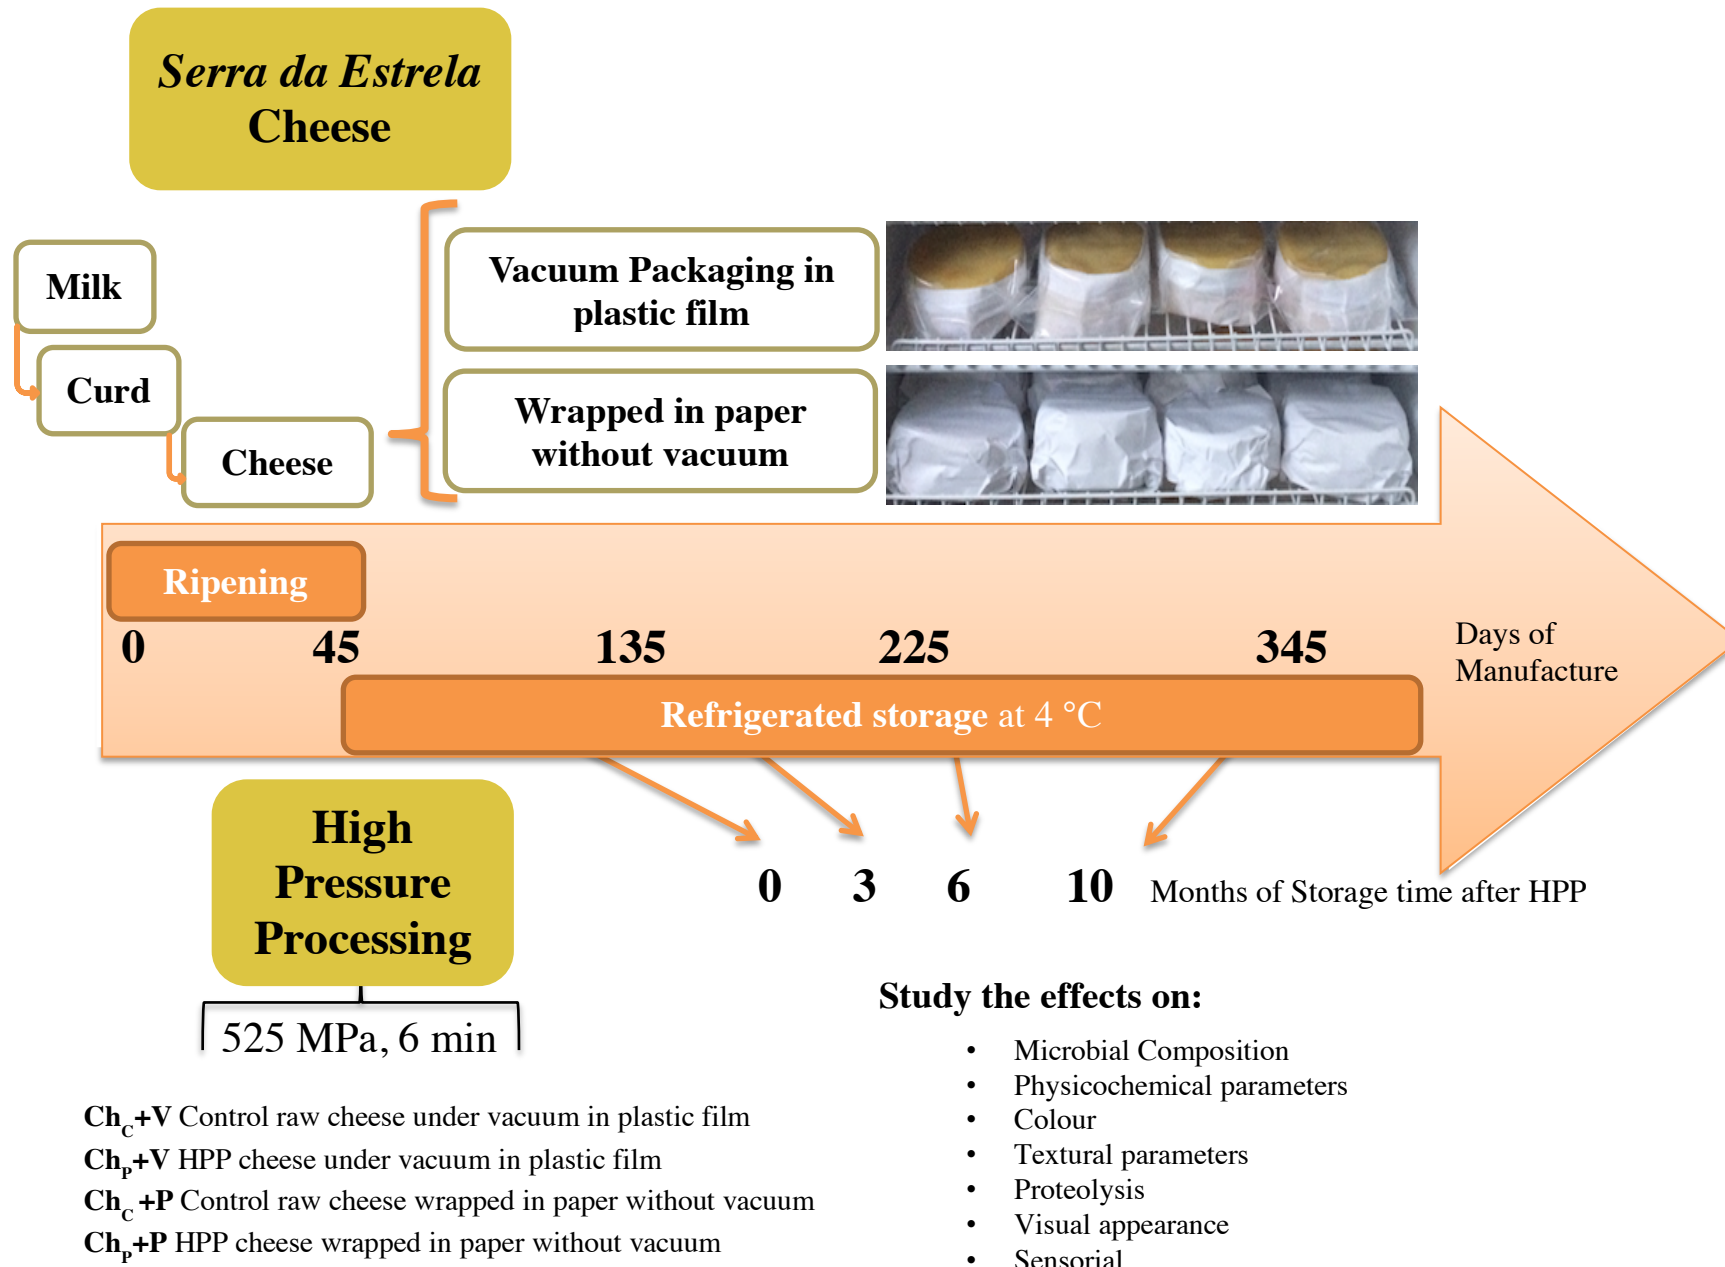 Serra da Estrela
Cheese
Milk
Curd
Cheese
Vacuum Packaging in
plastic film
Wrapped in paper
without vacuum
Ripening
0 45 135 225 345
Days of
Manufacture
Refrigerated storage at 4 °C
High
Pressure
Processing
525 MPa, 6 min
0 3 6 10 Months of Storage time after HPP
Ch_C+V Control raw cheese under vacuum in plastic film
Ch_P+V HPP cheese under vacuum in plastic film
Ch_C +P Control raw cheese wrapped in paper without vacuum
Ch_P+P HPP cheese wrapped in paper without vacuum
Study the effects on:
• Microbial Composition
• Physicochemical parameters
• Colour
• Textural parameters
• Proteolysis
• Visual appearance
• Sensorial